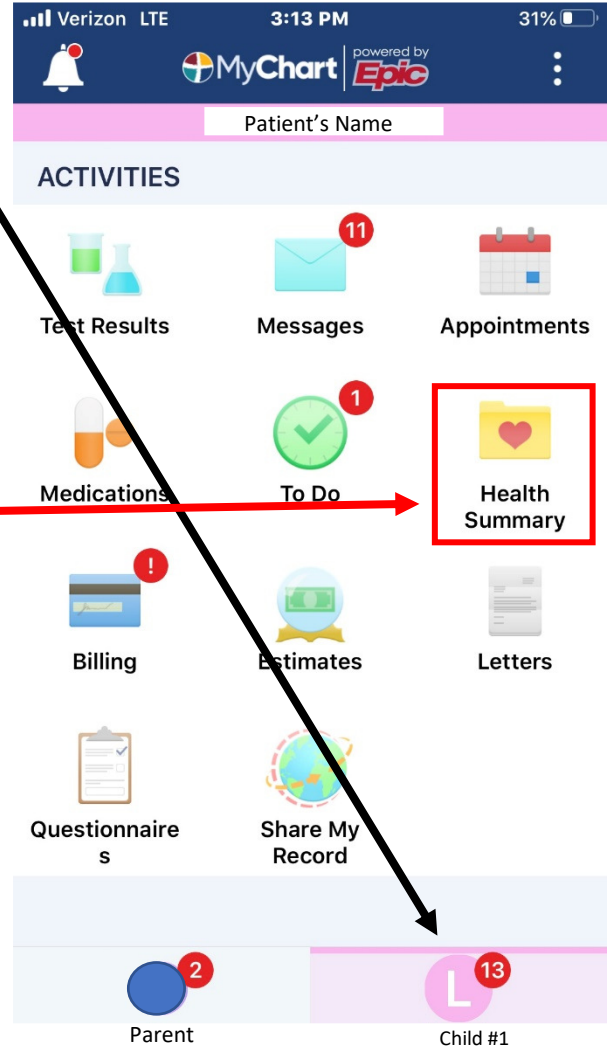 Verizon LTE 3:13 PM 31%
MyChart powered by Epic
Patient's Name
ACTIVITIES
11
Test Results Messages Appointments
1
Medications To Do Health
Summary
!
Billing Estimates Letters
Questionnaire Share My
s Record
2 13
L
Parent Child #1